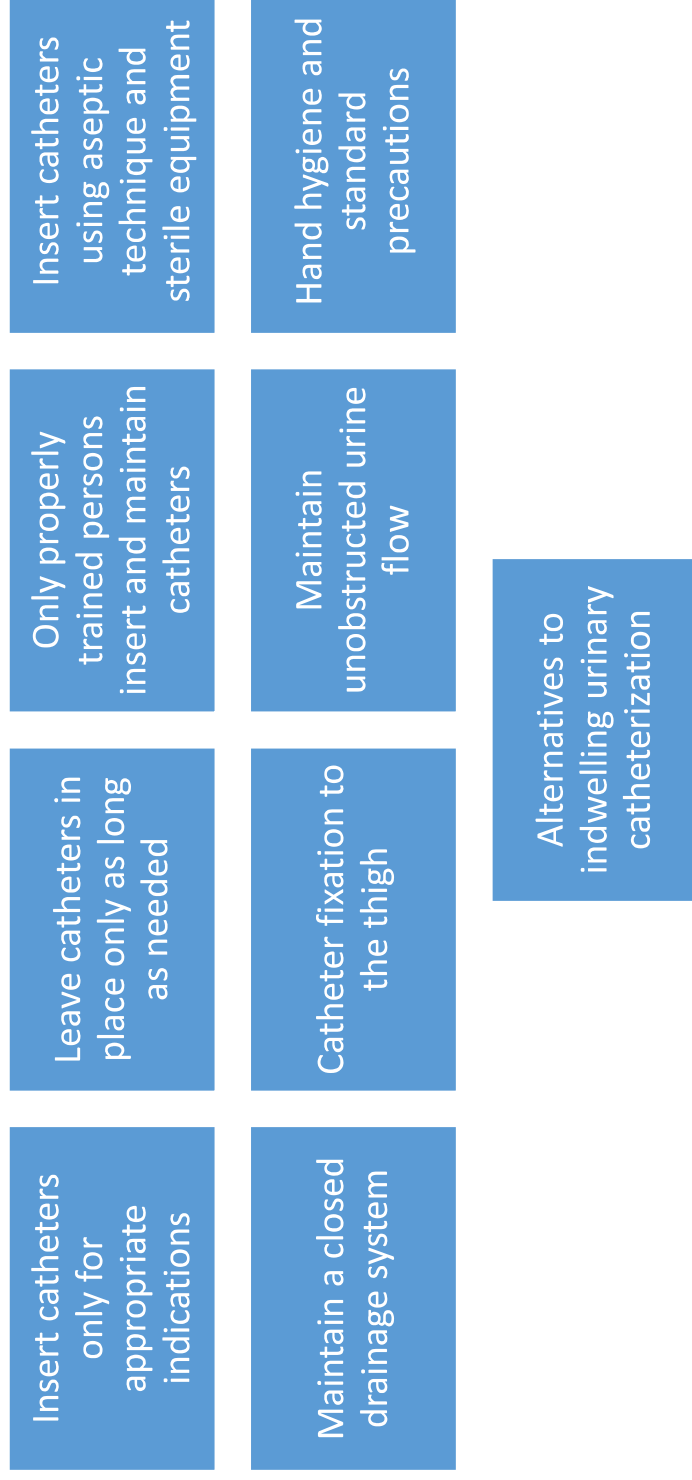 Insert catheters
only for
appropriate
indications
Leave catheters in
place only as long
as needed
Only properly
trained persons
insert and maintain
catheters
Insert catheters
using aseptic
technique and
sterile equipment
Maintain a closed
drainage system
Catheter fixation to
the thigh
Maintain
unobstructed urine
flow
Hand hygiene and
standard
precautions
Alternatives to
indwelling urinary
catheterization